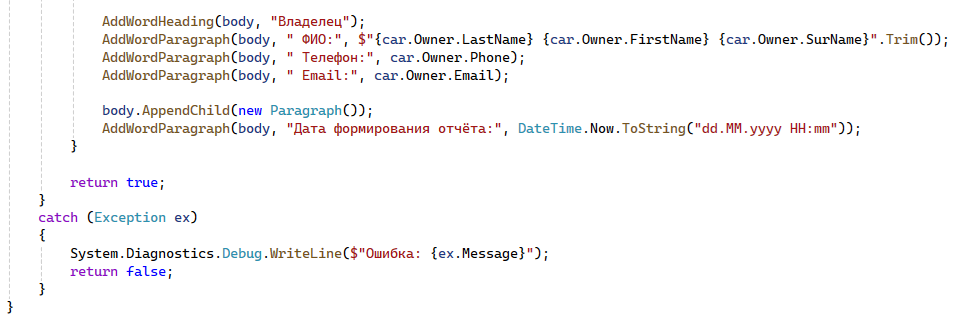 AddWordHeading(body, "Владелец");
AddWordParagraph(body, " ФИО:", $"{car.Owner.LastName} {car.Owner.FirstName} {car.Owner.SurName}".Trim());
AddWordParagraph(body, " Телефон:", car.Owner.Phone);
AddWordParagraph(body, " Email:", car.Owner.Email);
body.AppendChild(new Paragraph());
AddWordParagraph(body, "Дата формирования отчёта:", DateTime.Now.ToString("dd.MM.yyyy HH:mm"));
}
return true;
}
catch (Exception ex)
{
System.Diagnostics.Debug.WriteLine($"Ошибка: {ex.Message}");
return false;
}
}